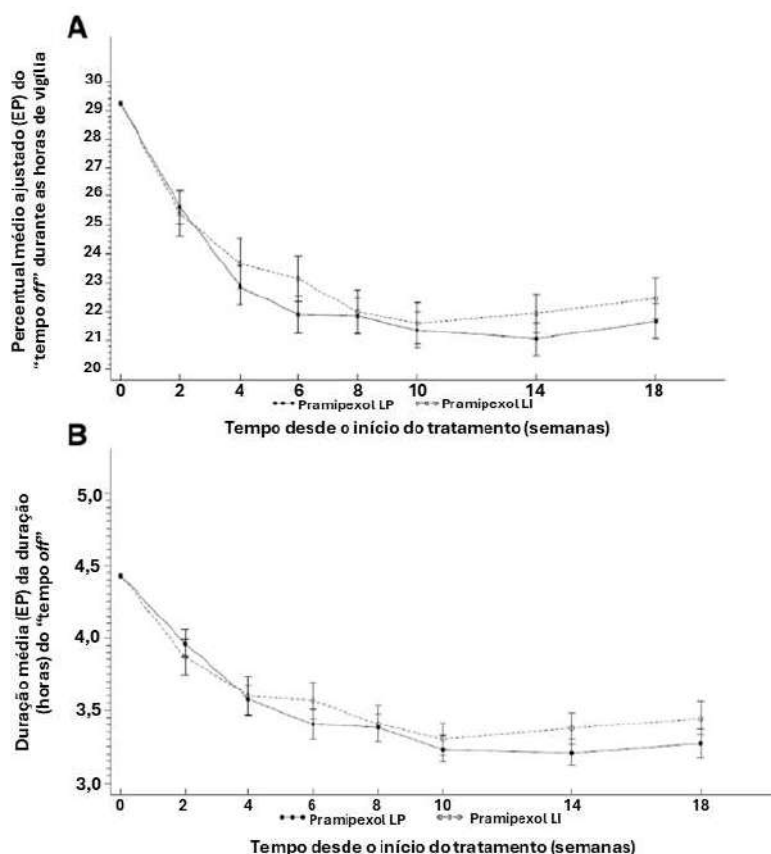 A
Percentual médio ajustado (EP) do
“tempo off” durante as horas de vigília
30
29
28
27
26
25
24
23
22
21
20
0 2 4 6 8 10 14 18
Pramipexol LP Pramipexol LI
Tempo desde o início do tratamento (semanas)
B
Duração média (EP) da duração
(horas) do “tempo off”
5,0
4,5
4,0
3,5
3,0
0 2 4 6 8 10 14 18
Pramipexol LP Pramipexol LI
Tempo desde o início do tratamento (semanas)